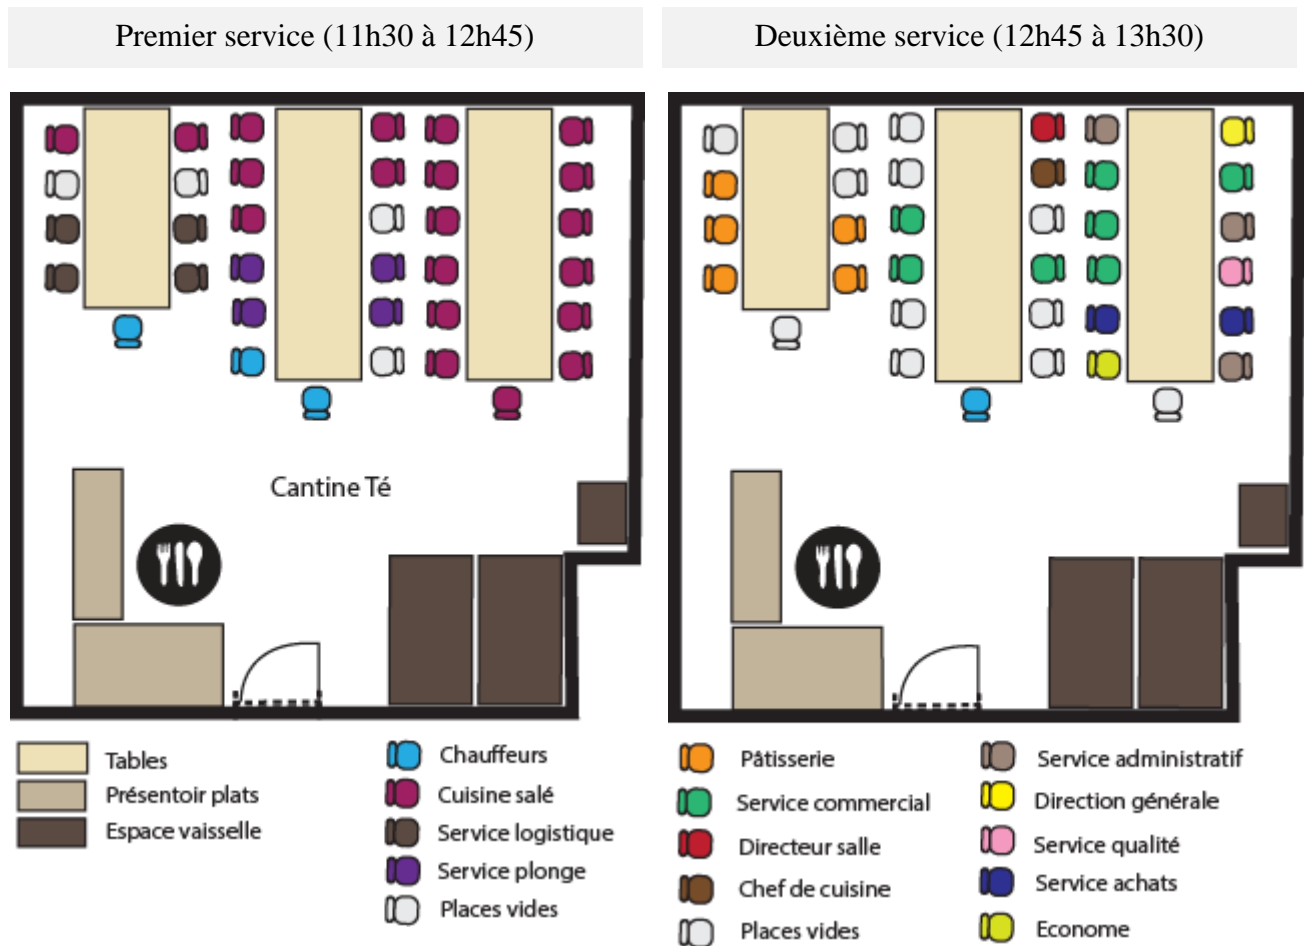 Premier service (11h30 à 12h45)
Deuxième service (12h45 à 13h30)
Cantine Té
Tables
Présentoir plats
Espace vaisselle
Chauffeurs
Cuisine salé
Service logistique
Service plonge
Places vides
Pâtisserie
Service commercial
Directeur salle
Chef de cuisine
Places vides
Service administratif
Direction générale
Service qualité
Service achats
Econome